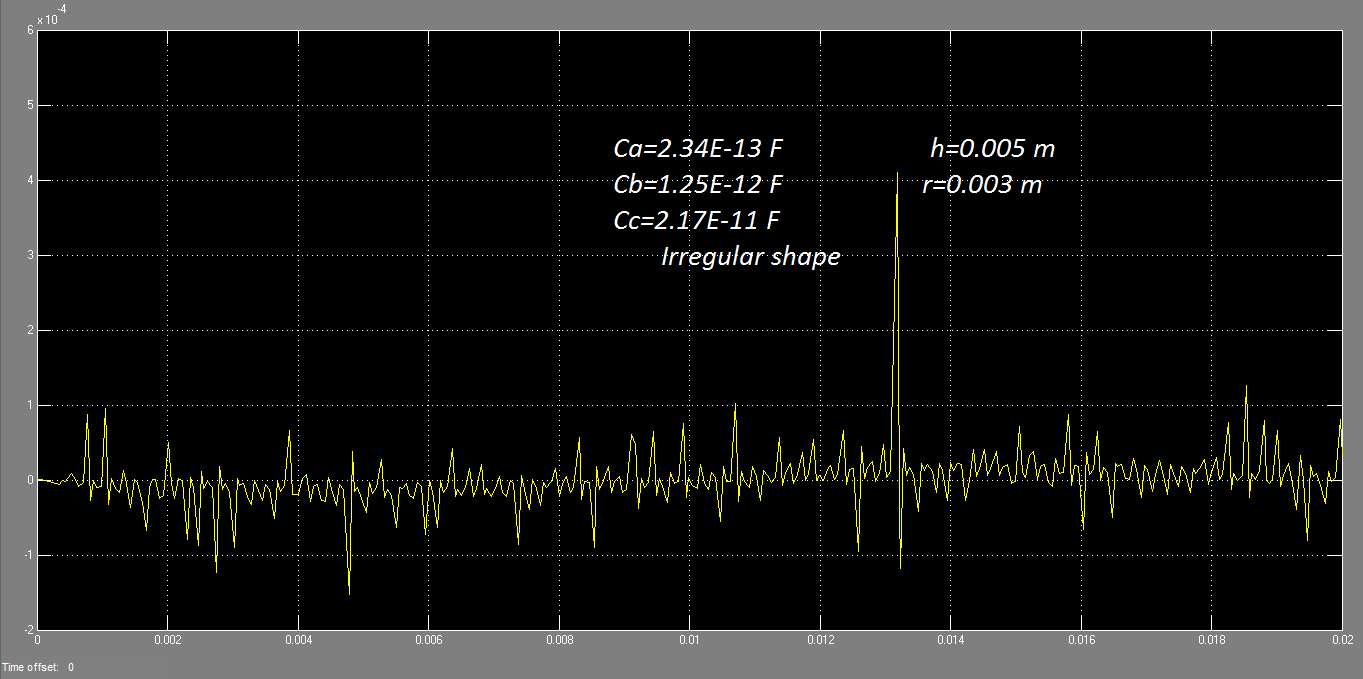 -4
x 10
6
5
Ca=2.34E-13 F h=0.005 m
4 Cb=1.25E-12 F r=0.003 m
Cc=2.17E-11 F
3 Irregular shape
2
1
0
-1
-2
0 0.002 0.004 0.006 0.008 0.01 0.012 0.014 0.016 0.018 0.02
Time offset: 0